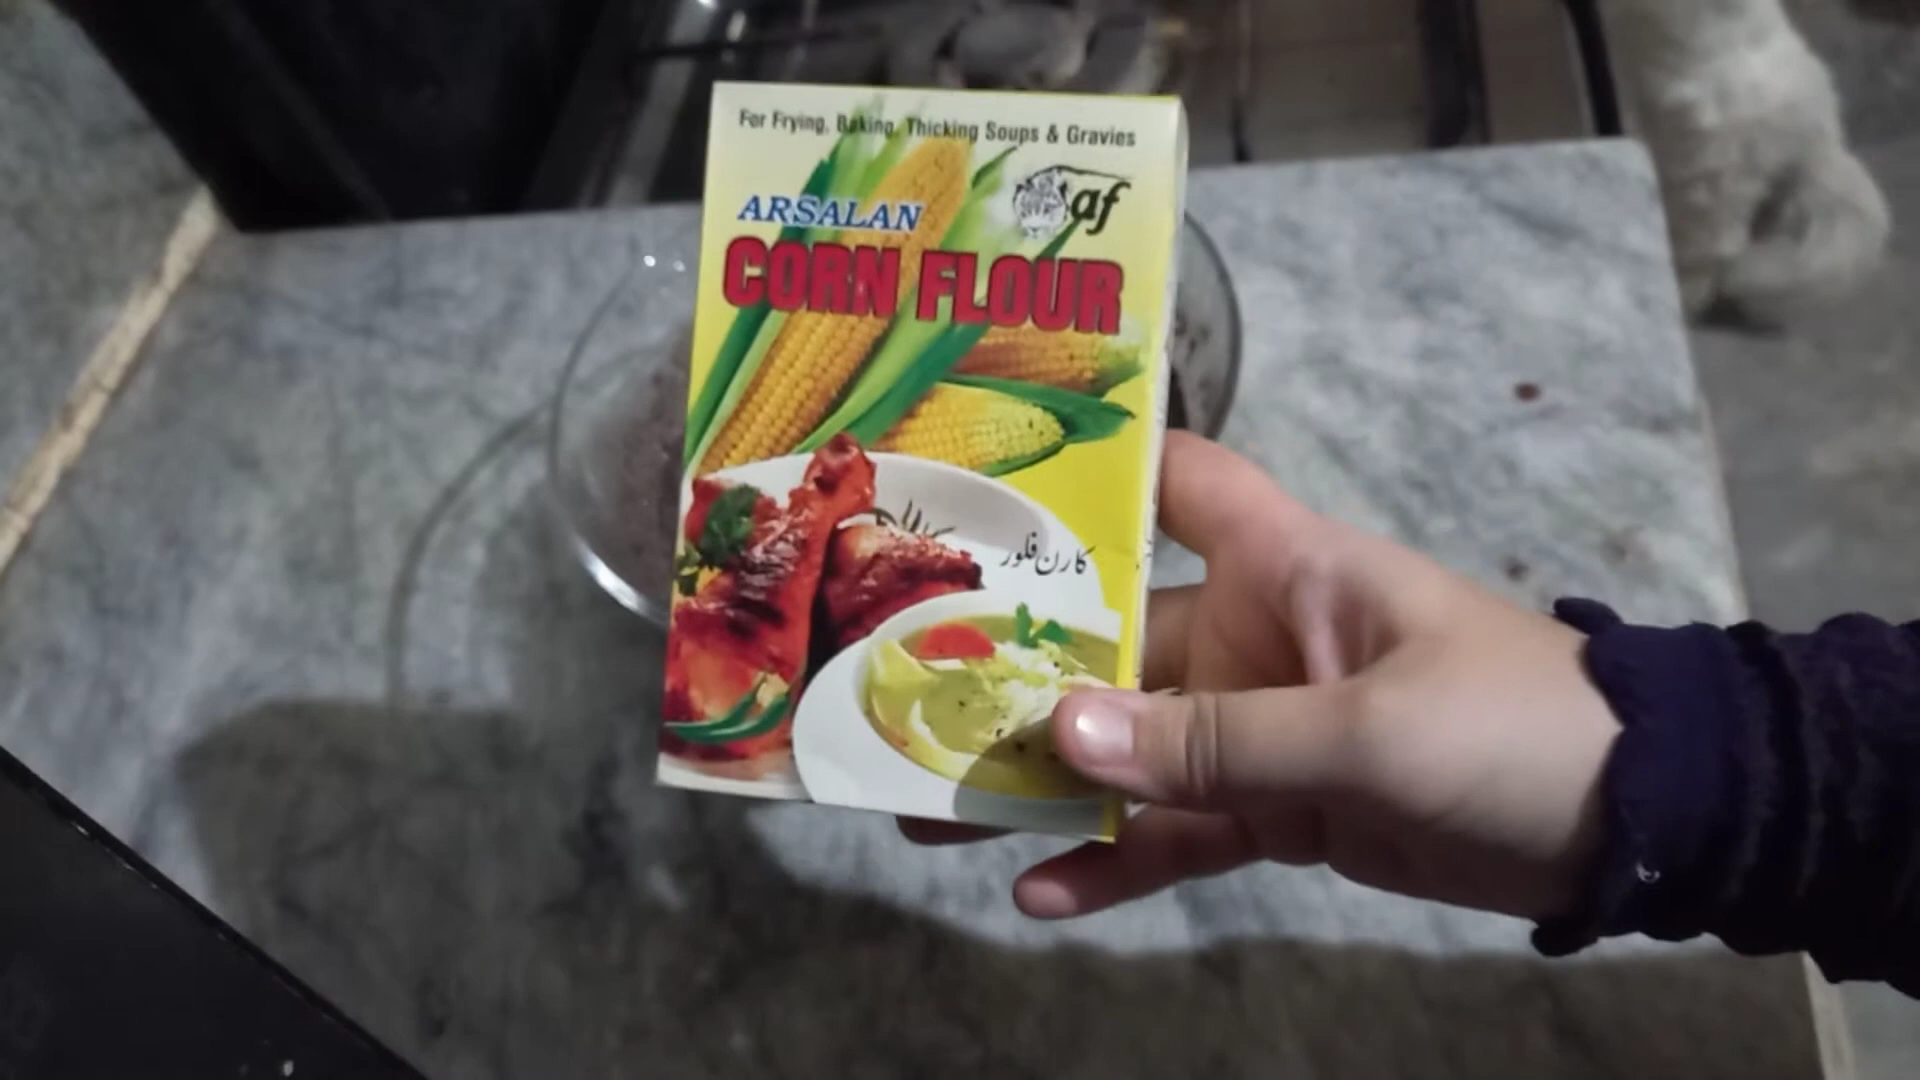 For Frying, Baking, Thicking Soups & Gravies
af
ARSALAN
CORN FLOUR
کارن فلور